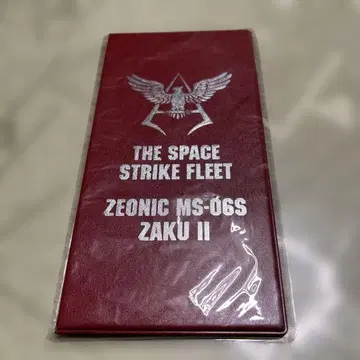 THE SPACE
STRIKE FLEET
ZEONIC MS-06S
ZAKU II